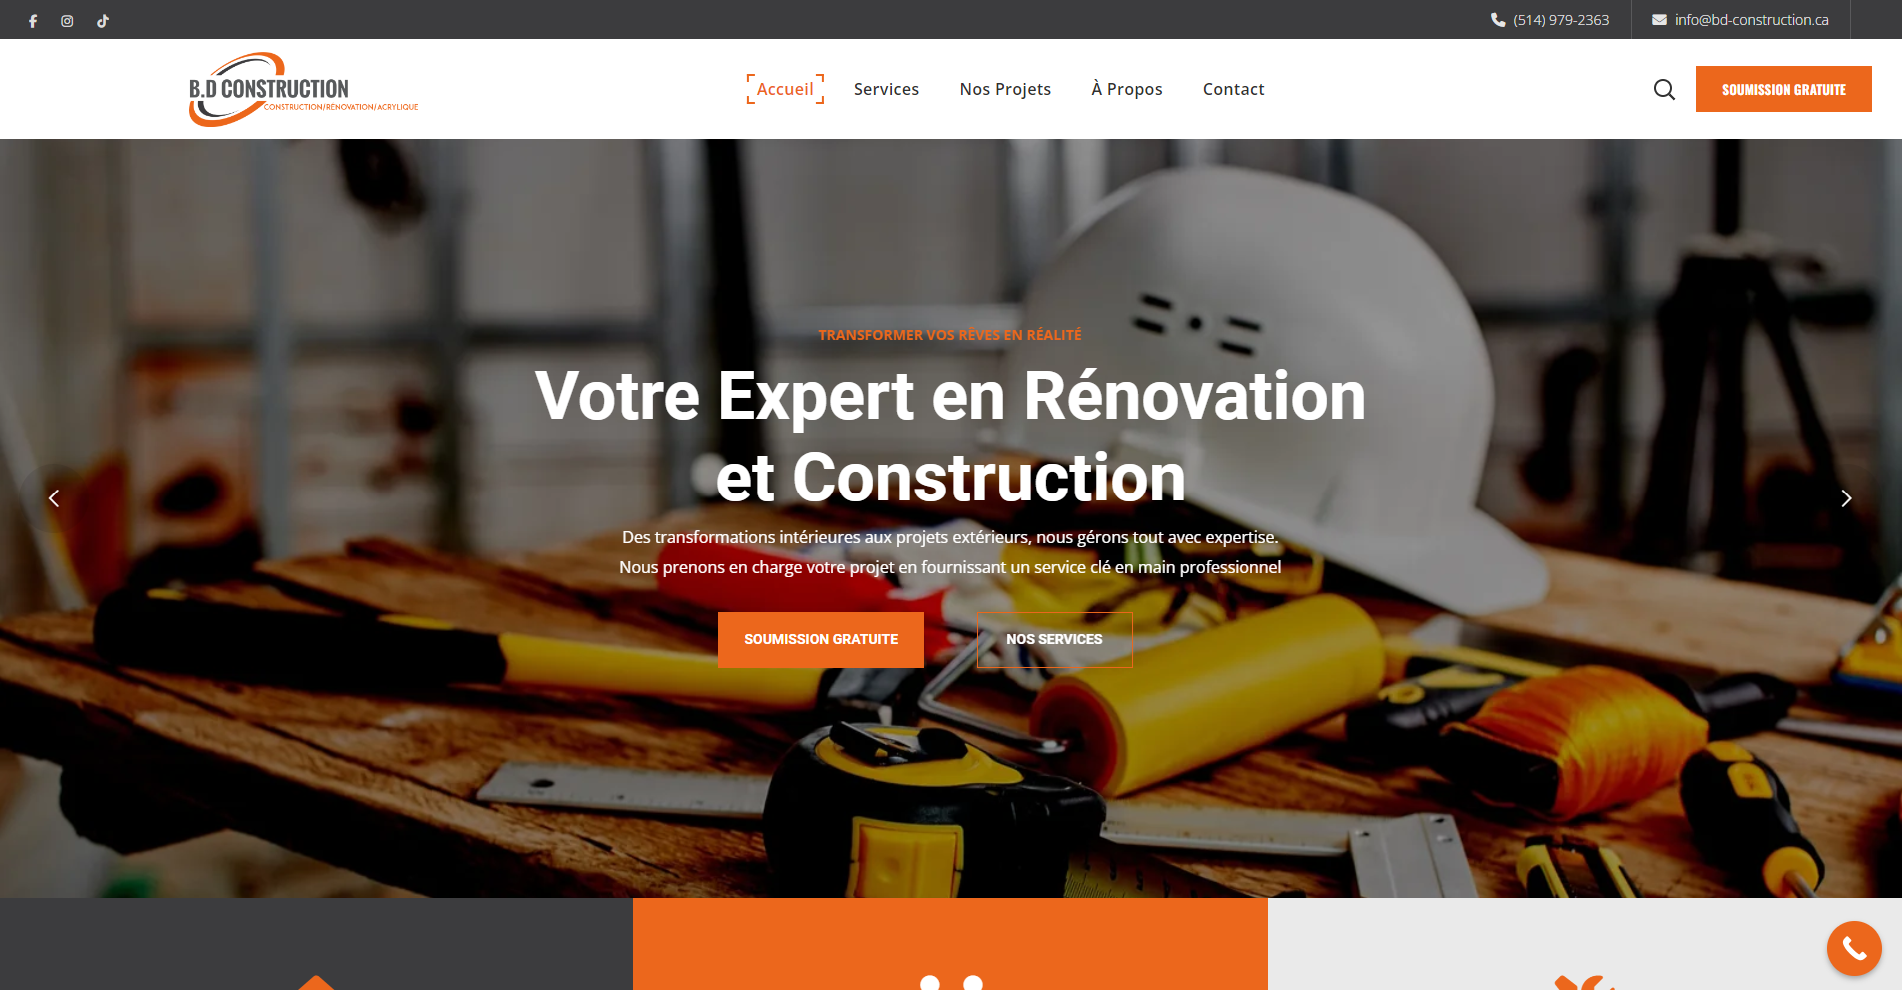 (514) 979-2363
info@bd-construction.ca
B.D CONSTRUCTION
CONSTRUCTION/RÉNOVATION/ACRYLIQUE
Accueil
Services
Nos Projets
À Propos
Contact
SOUMISSION GRATUITE
TRANSFORMER VOS RÊVES EN RÉALITÉ
Votre Expert en Rénovation
et Construction
Des transformations intérieures aux projets extérieurs, nous gérons tout avec expertise.
Nous prenons en charge votre projet en fournissant un service clé en main professionnel
SOUMISSION GRATUITE
NOS SERVICES